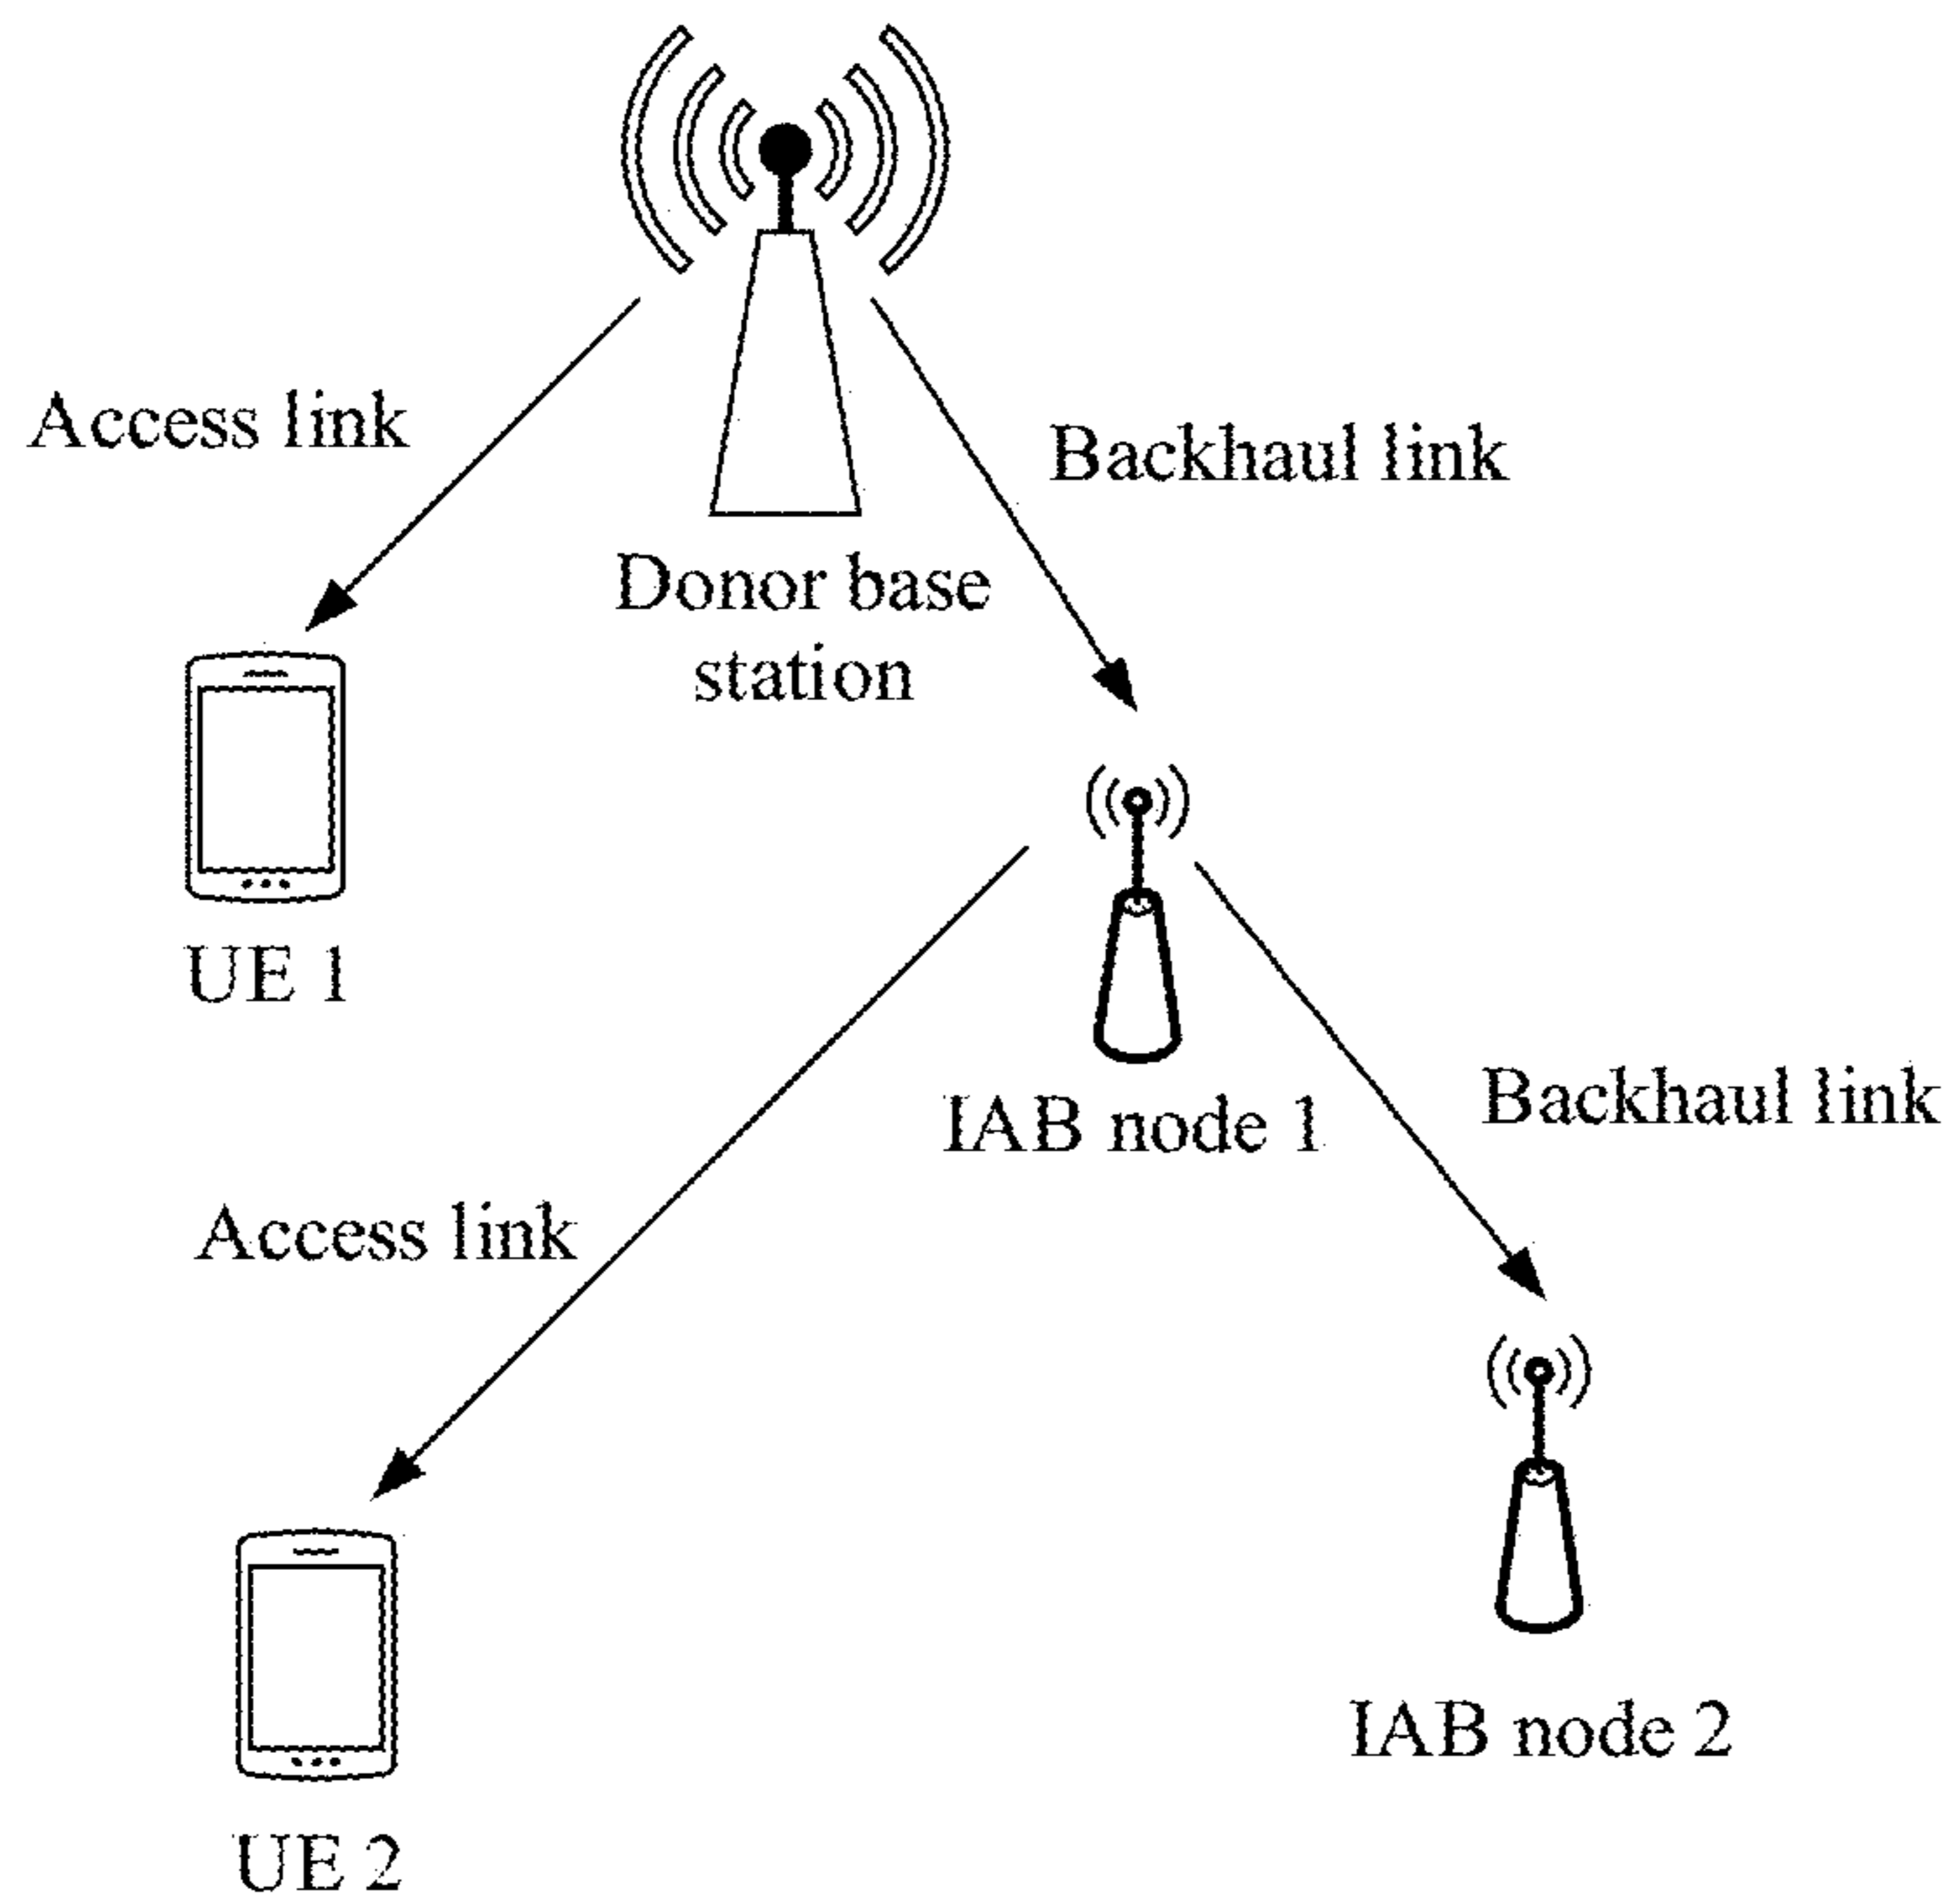 Access link
Backhaul link
Donor base
station
UE 1
IAB node 1
Backhaul link
Access link
IAB node 2
UE 2